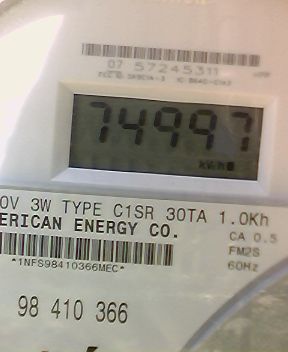 07 57245311
74997
kWh
0V 3W TYPE C1SR 30TA 1.0Kh
ERICAN ENERGY CO.
CA 0.5
FM2S
60Hz
*1NFS98410366MEC*
98 410 366